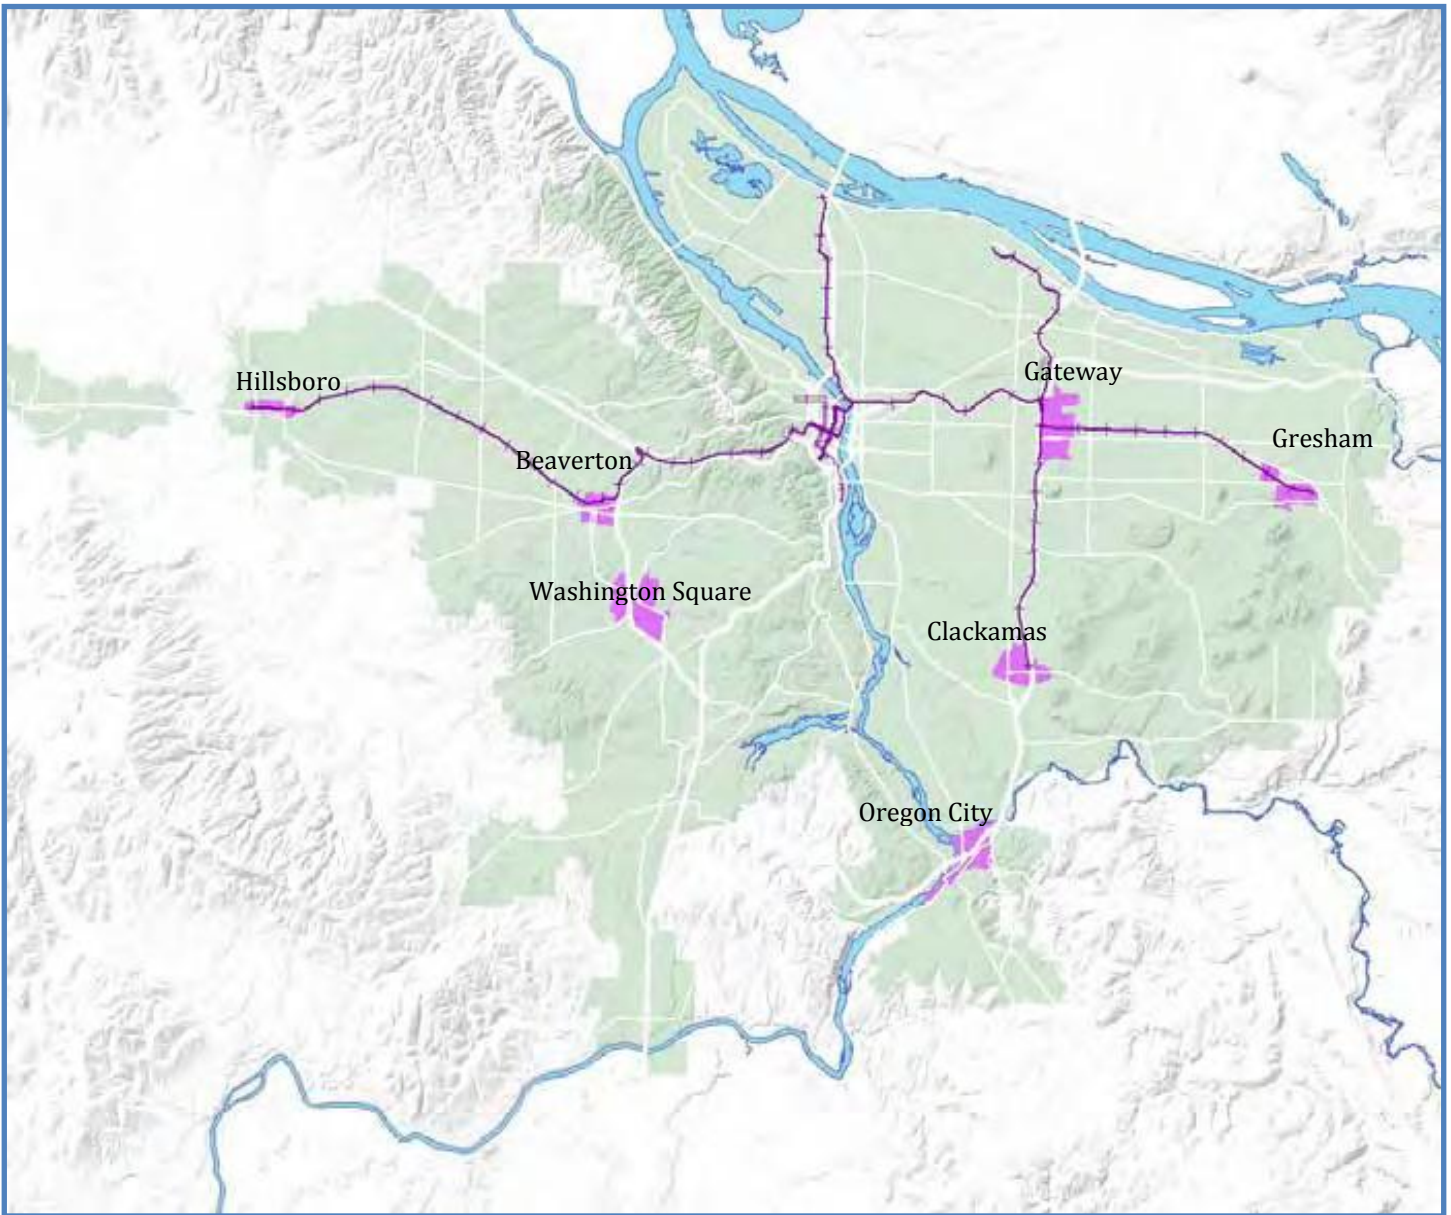 Gateway
Hillsboro
Gresham
Beaverton
Washington Square
Clackamas
Oregon City